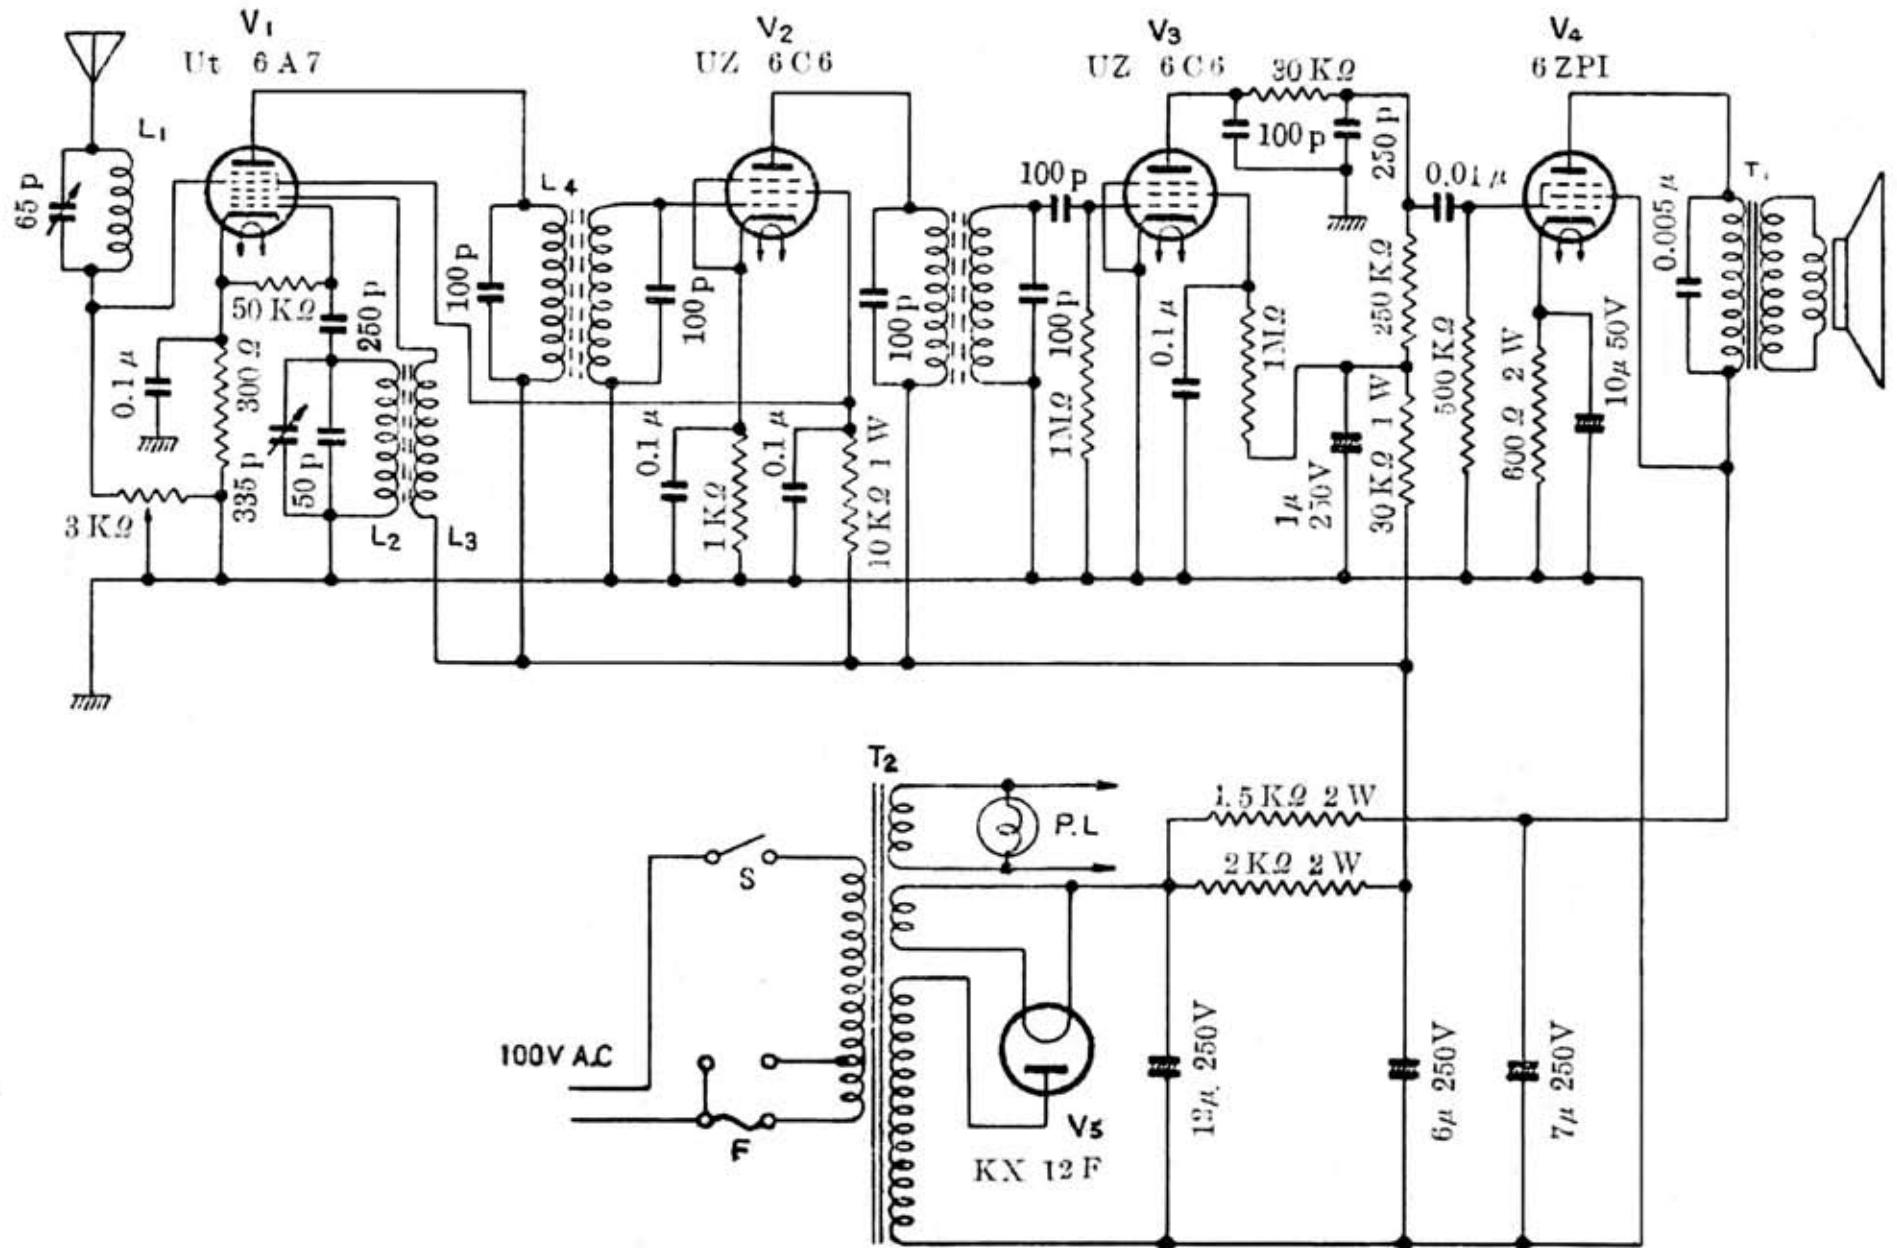 V1
Ut 6A7
V2
UZ 6C6
V3
UZ 6C6
30KΩ
V4
6ZPI
L1
65p
L4
100p
100p
250p
0.01μ
T1
0.005μ
50KΩ
250p
100p
100p
100p
100p
0.1μ
1MΩ
250KΩ
0.1μ
300Ω
335p
50p
0.1μ
1KΩ
0.1μ
10KΩ 1W
1MΩ
1μ
250V
30KΩ 1W
500KΩ
600Ω 2W
10μ 50V
3KΩ
L2
L3
T2
P.L
1.5KΩ 2W
2KΩ 2W
S
100V A.C
F
V5
KX 12F
12μ 250V
6μ 250V
7μ 250V